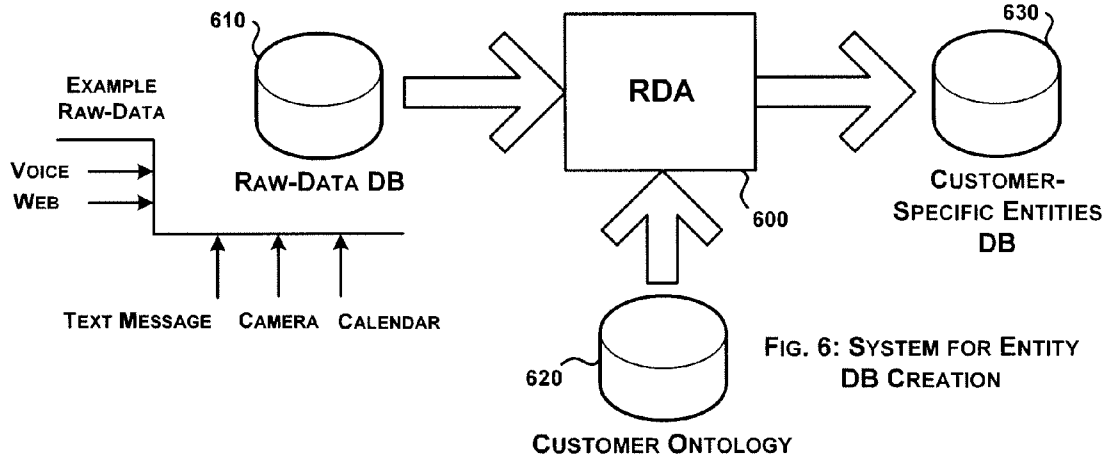 610
630
EXAMPLE
RAW-DATA
RDA
VOICE
WEB
RAW-DATA DB
600
CUSTOMER-
SPECIFIC ENTITIES
DB
TEXT MESSAGE CAMERA CALENDAR
620
FIG. 6: SYSTEM FOR ENTITY
DB CREATION
CUSTOMER ONTOLOGY